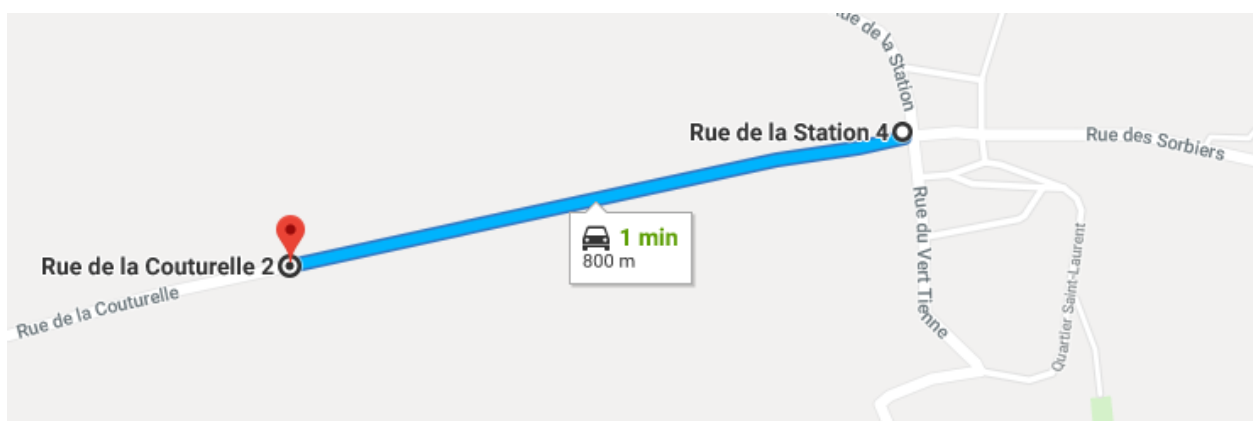 Rue de la Station
Rue de la Station 4
Rue des Sorbiers
Rue du Vert Tienne
1 min
800 m
Rue de la Couturelle 2
Rue de la Couturelle
Quartier Saint-Laurent